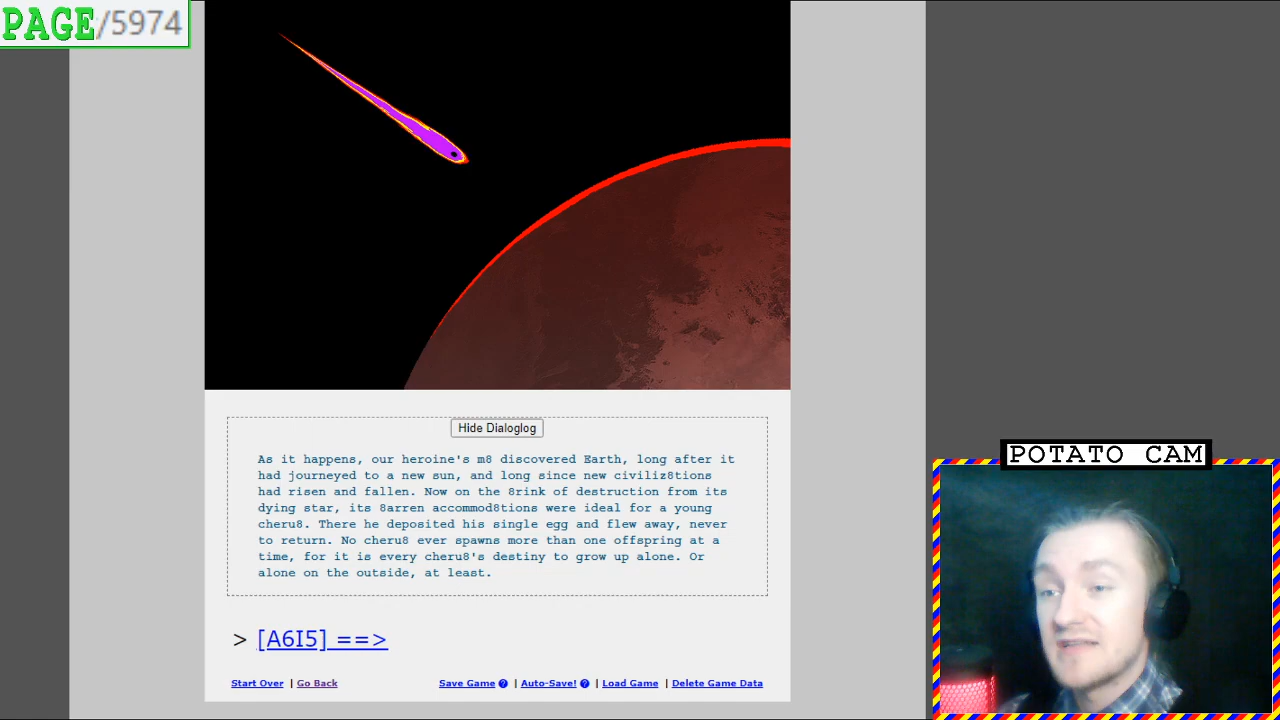 PAGE/5974
Hide Dialoglog
As it happens, our heroine's m8 discovered Earth, long after it
had journeyed to a new sun, and long since new civiliz8tions
had risen and fallen. Now on the 8rink of destruction from its
dying star, its 8arren accommod8tions were ideal for a young
cheru8. There he deposited his single egg and flew away, never
to return. No cheru8 ever spawns more than one offspring at a
time, for it is every cheru8's destiny to grow up alone. Or
alone on the outside, at least.
> [A6I5] ==>
Start Over | Go Back
Save Game ? | Auto-Save! ? | Load Game | Delete Game Data
POTATO CAM